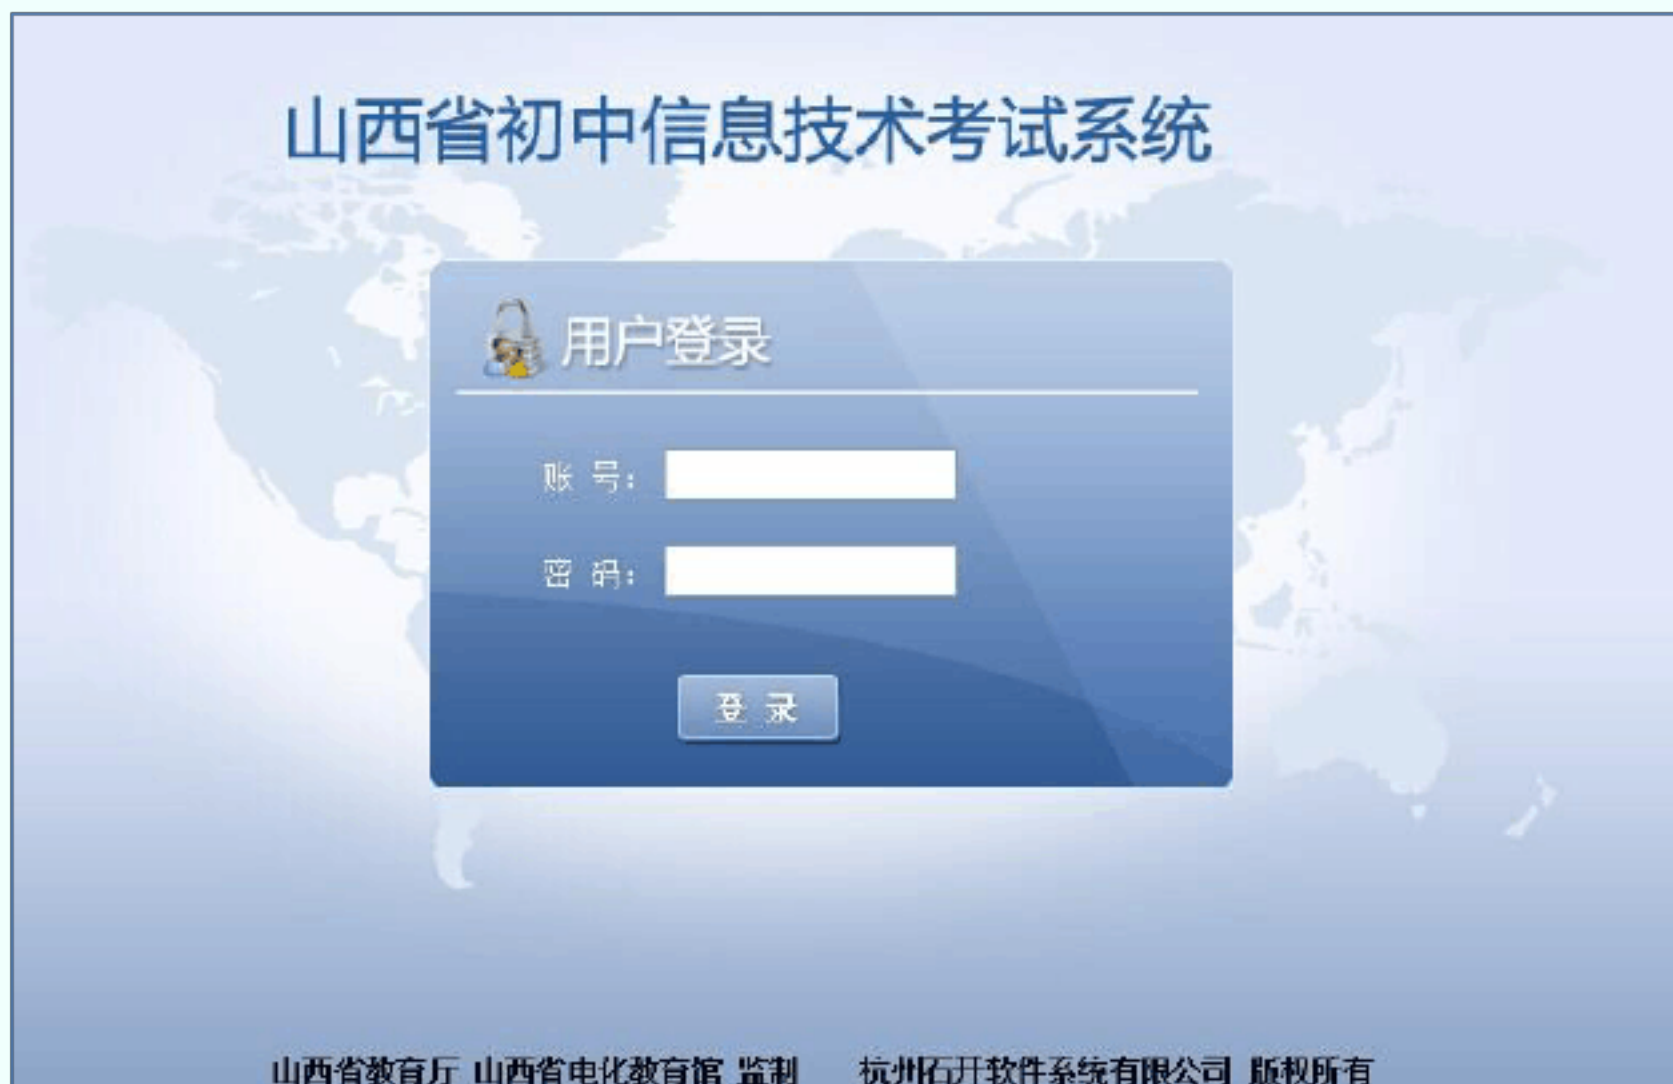 山西省初中信息技术考试系统
用户登录
账 号：
密 码：
登 录
山西省教育厅 山西省电化教育馆 监制 杭州石开软件系统有限公司 版权所有